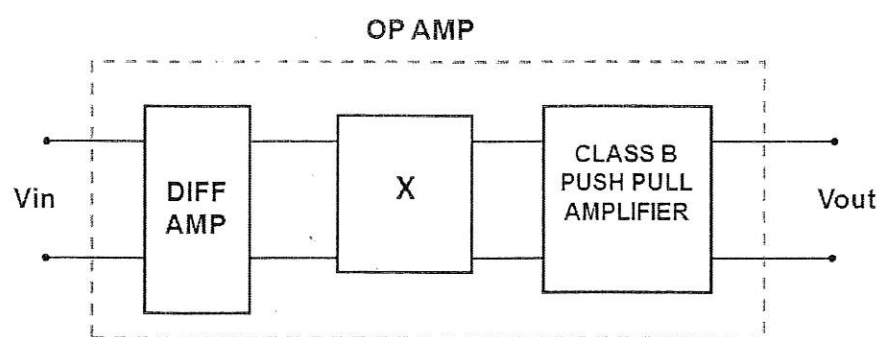 OP AMP
Vin
DIFF
AMP
X
CLASS B
PUSH PULL
AMPLIFIER
Vout